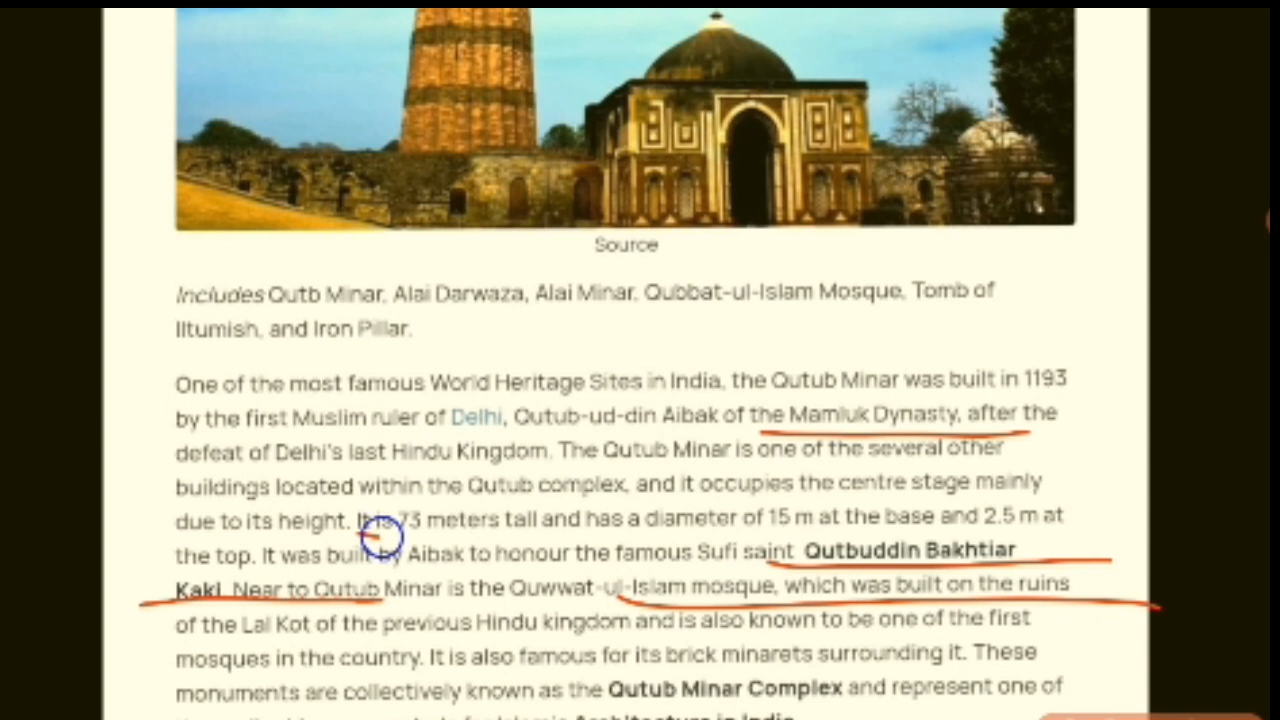 Source
Includes Qutb Minar, Alai Darwaza, Alai Minar, Qubbat-ul-Islam Mosque, Tomb of
Iltumish, and Iron Pillar.
One of the most famous World Heritage Sites in India, the Qutub Minar was built in 1193
by the first Muslim ruler of Delhi, Qutub-ud-din Aibak of the Mamluk Dynasty, after the
defeat of Delhi's last Hindu Kingdom. The Qutub Minar is one of the several other
buildings located within the Qutub complex, and it occupies the centre stage mainly
due to its height. It is 73 meters tall and has a diameter of 15 m at the base and 2.5 m at
the top. It was built by Aibak to honour the famous Sufi saint Qutbuddin Bakhtiar
Kaki. Near to Qutub Minar is the Quwwat-ul-Islam mosque, which was built on the ruins
of the Lal Kot of the previous Hindu kingdom and is also known to be one of the first
mosques in the country. It is also famous for its brick minarets surrounding it. These
monuments are collectively known as the Qutub Minar Complex and represent one of
Architecture in India